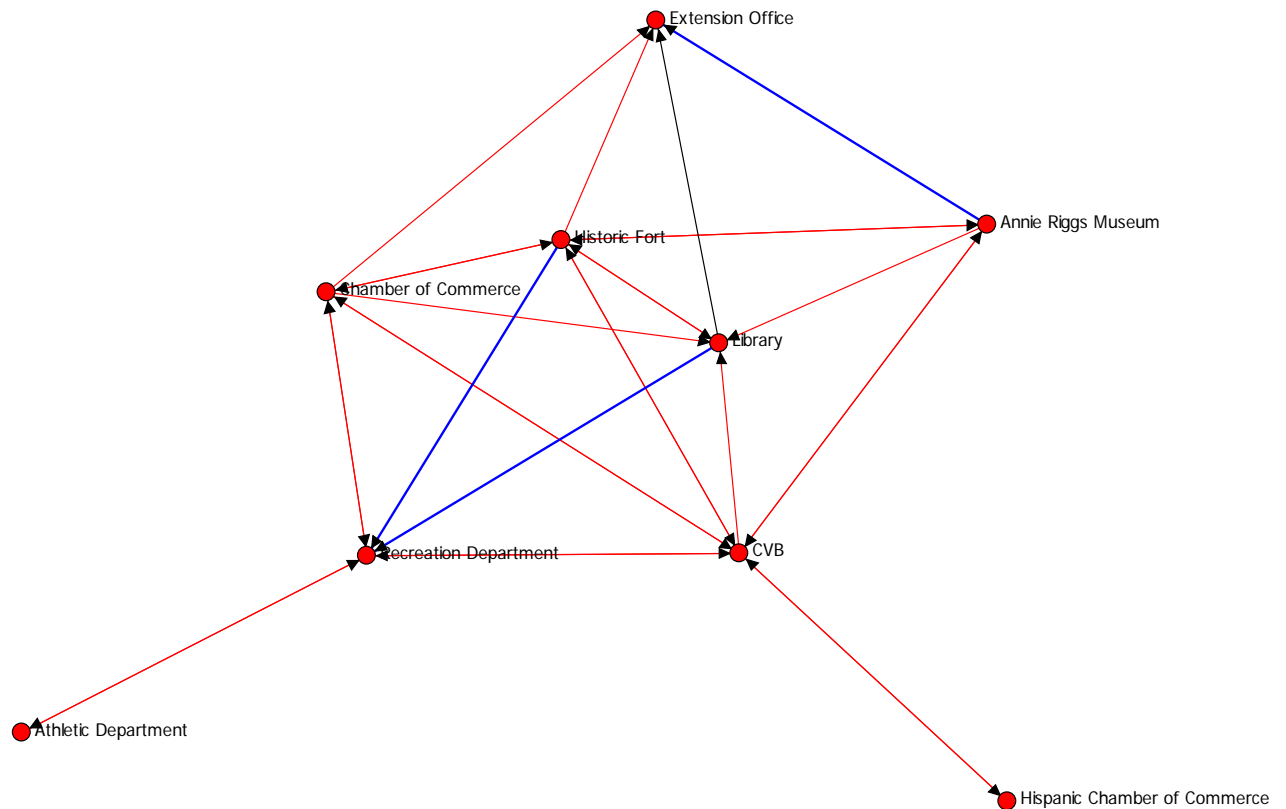 Extension Office
Annie Riggs Museum
Historic Fort
Chamber of Commerce
Library
Recreation Department
CVB
Athletic Department
Hispanic Chamber of Commerce